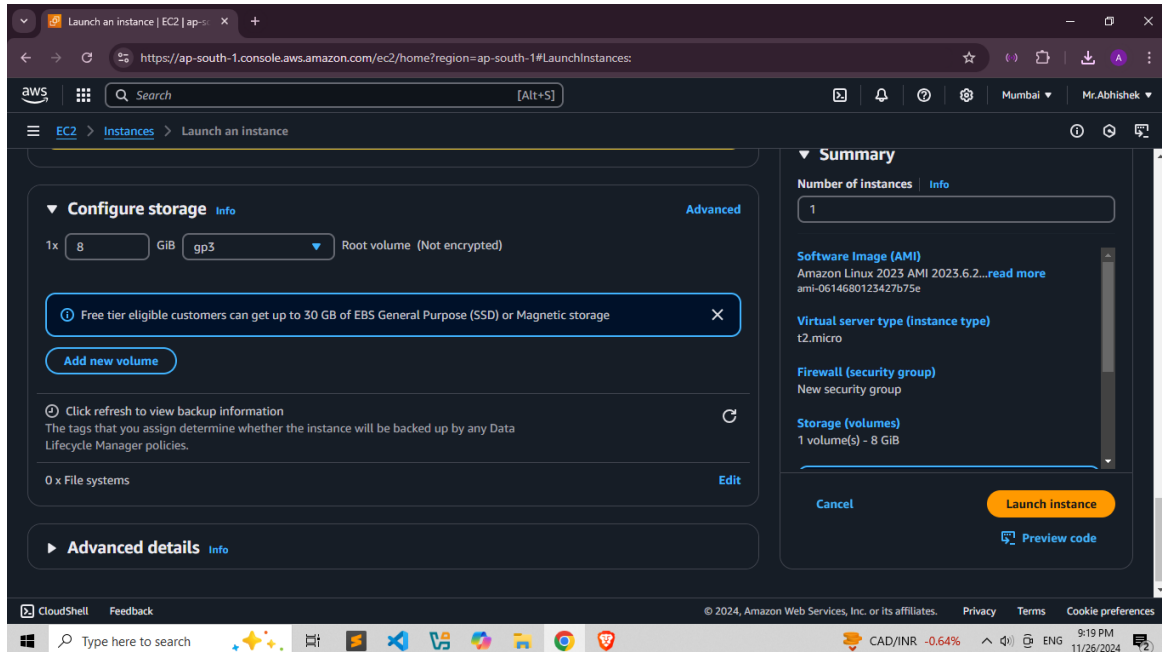 Launch an instance | EC2 | ap-sc
https://ap-south-1.console.aws.amazon.com/ec2/home?region=ap-south-1#LaunchInstances:
A
aws
Search [Alt+S]
Mumbai Mr.Abhishek
EC2 > Instances > Launch an instance
Configure storage Info
Advanced
1x 8 GiB gp3 Root volume (Not encrypted)
Free tier eligible customers can get up to 30 GB of EBS General Purpose (SSD) or Magnetic storage
Add new volume
Click refresh to view backup information
The tags that you assign determine whether the instance will be backed up by any Data
Lifecycle Manager policies.
0 x File systems
Edit
Advanced details Info
Summary
Number of instances Info
1
Software Image (AMI)
Amazon Linux 2023 AMI 2023.6.2...read more
ami-0614680123427b75e
Virtual server type (instance type)
t2.micro
Firewall (security group)
New security group
Storage (volumes)
1 volume(s) - 8 GiB
Cancel
Launch instance
Preview code
CloudShell Feedback
© 2024, Amazon Web Services, Inc. or its affiliates. Privacy Terms Cookie preferences
Type here to search
CAD/INR -0.64%
ENG
9:19 PM
11/26/2024
2